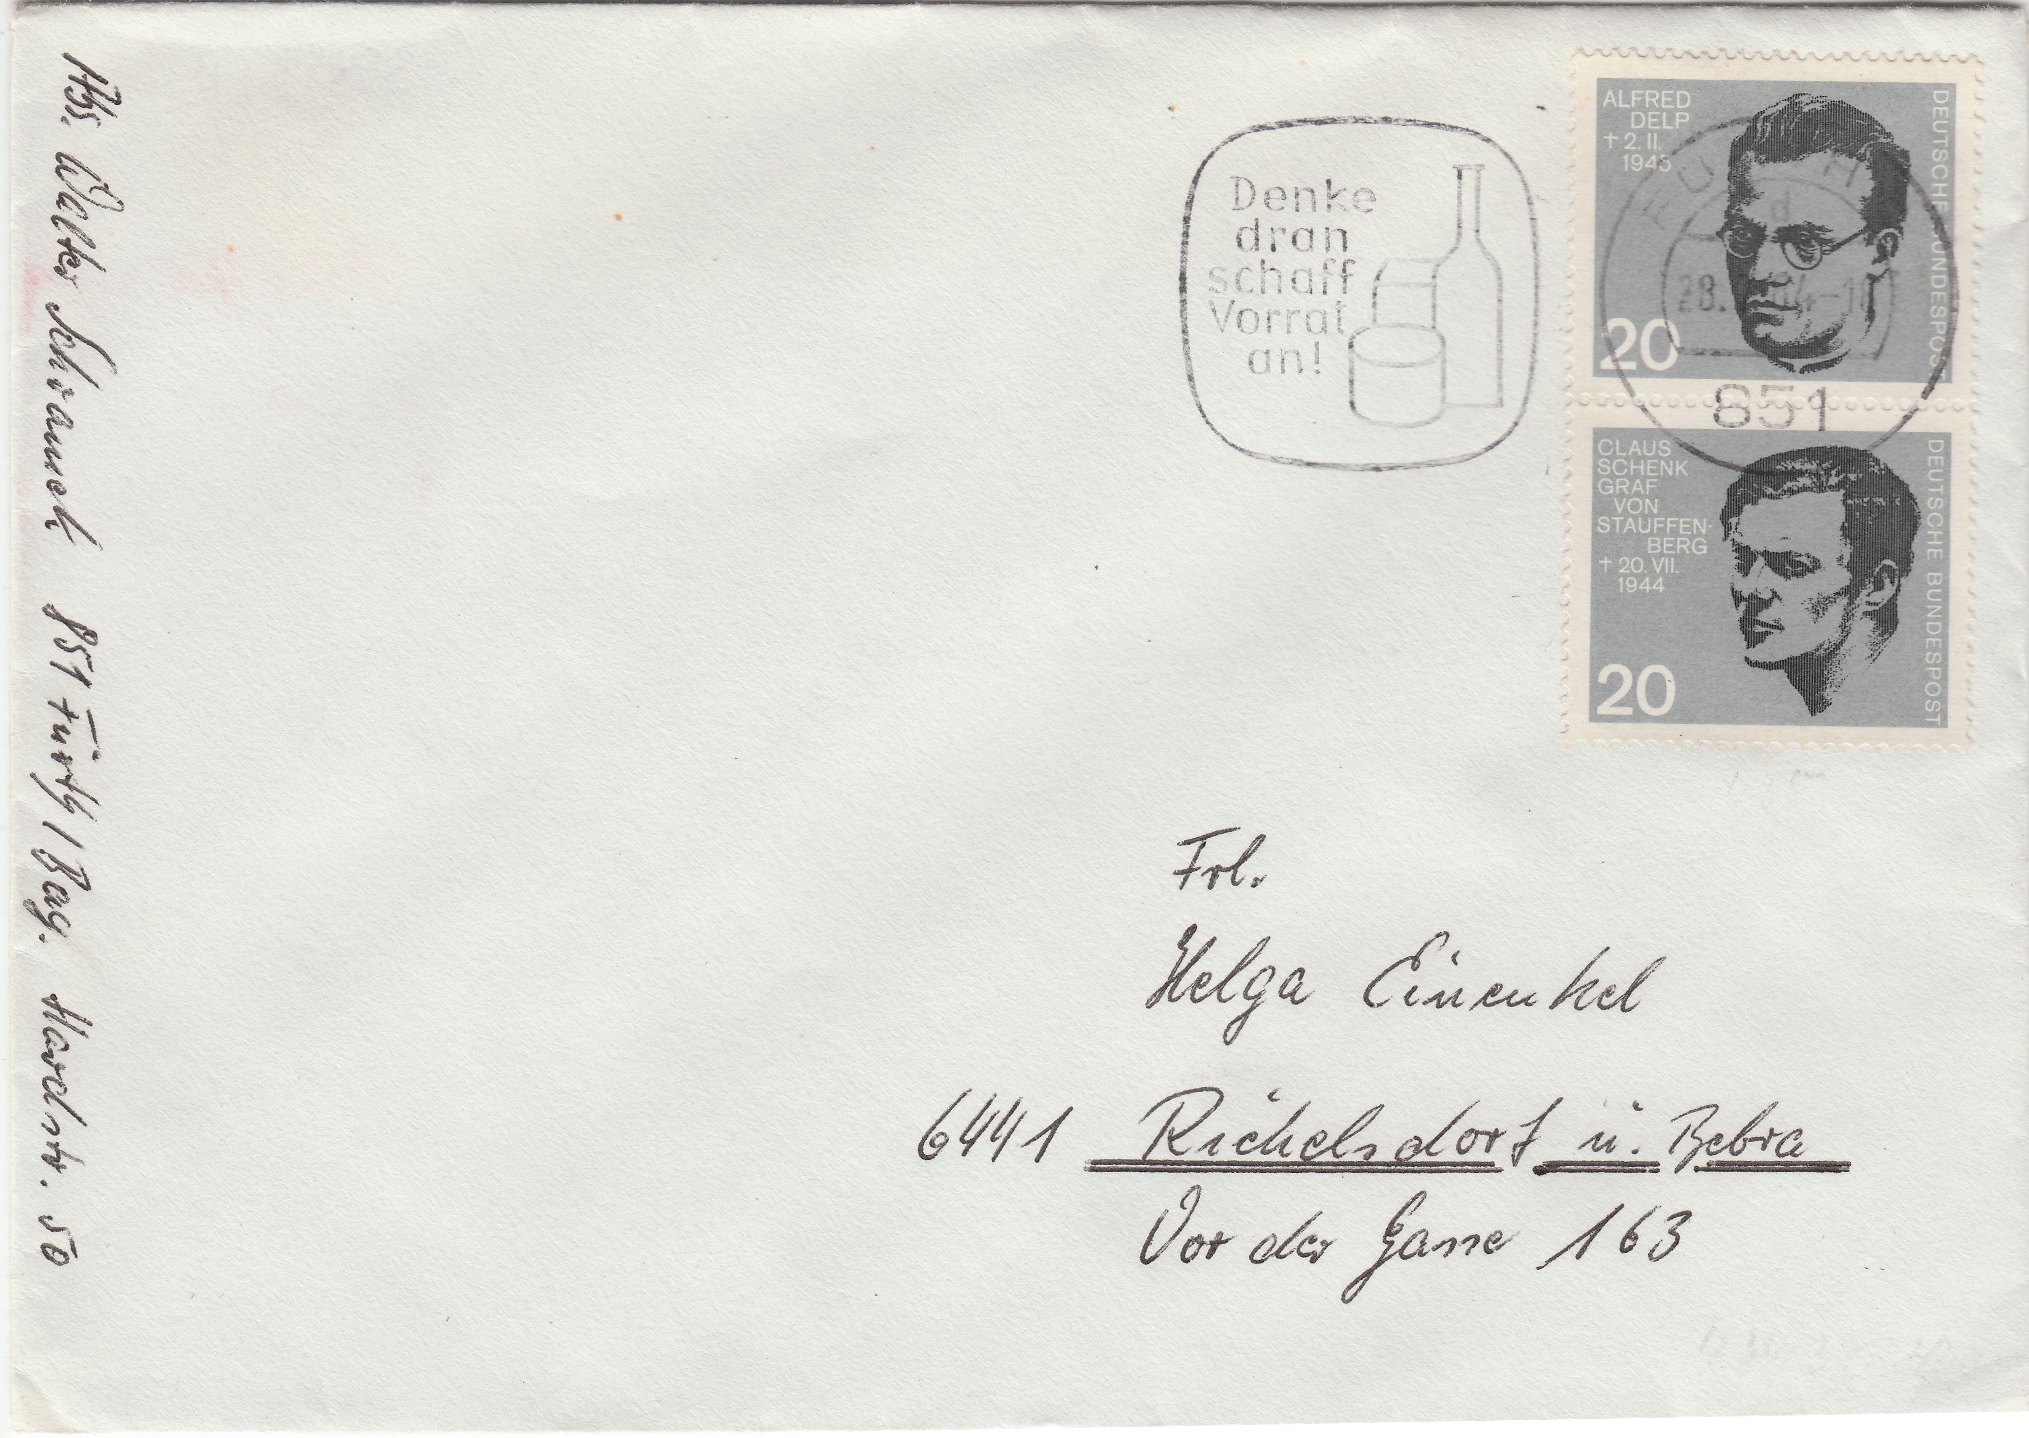 Abs. Walter Schramek 851 Fürth / Bay. Hardstr. 50
Denke
dran
schaff
Vorrat
an!
ALFRED
DELP
† 2. II.
1945
DEUTSCHE BUNDESPOST
20
851
CLAUS
SCHENK
GRAF
VON
STAUFFEN-
BERG
† 20. VII.
1944
DEUTSCHE BUNDESPOST
20
Frl.
Helga Einenkel
6441 Richelsdorf ü. Bebra
Vor der Gasse 163